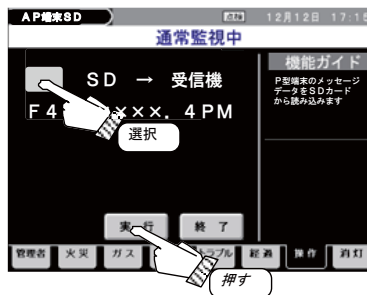 AP端末SD 12月12日 17:15
通常監視中
機能ガイド
P型端末のメッセージ
データをSDカード
から読み込みます
SD → 受信機
F4 ×××. 4PM
選択
実行 終了
管理者 火災 ガス トラブル 経過 操作 消灯
押す